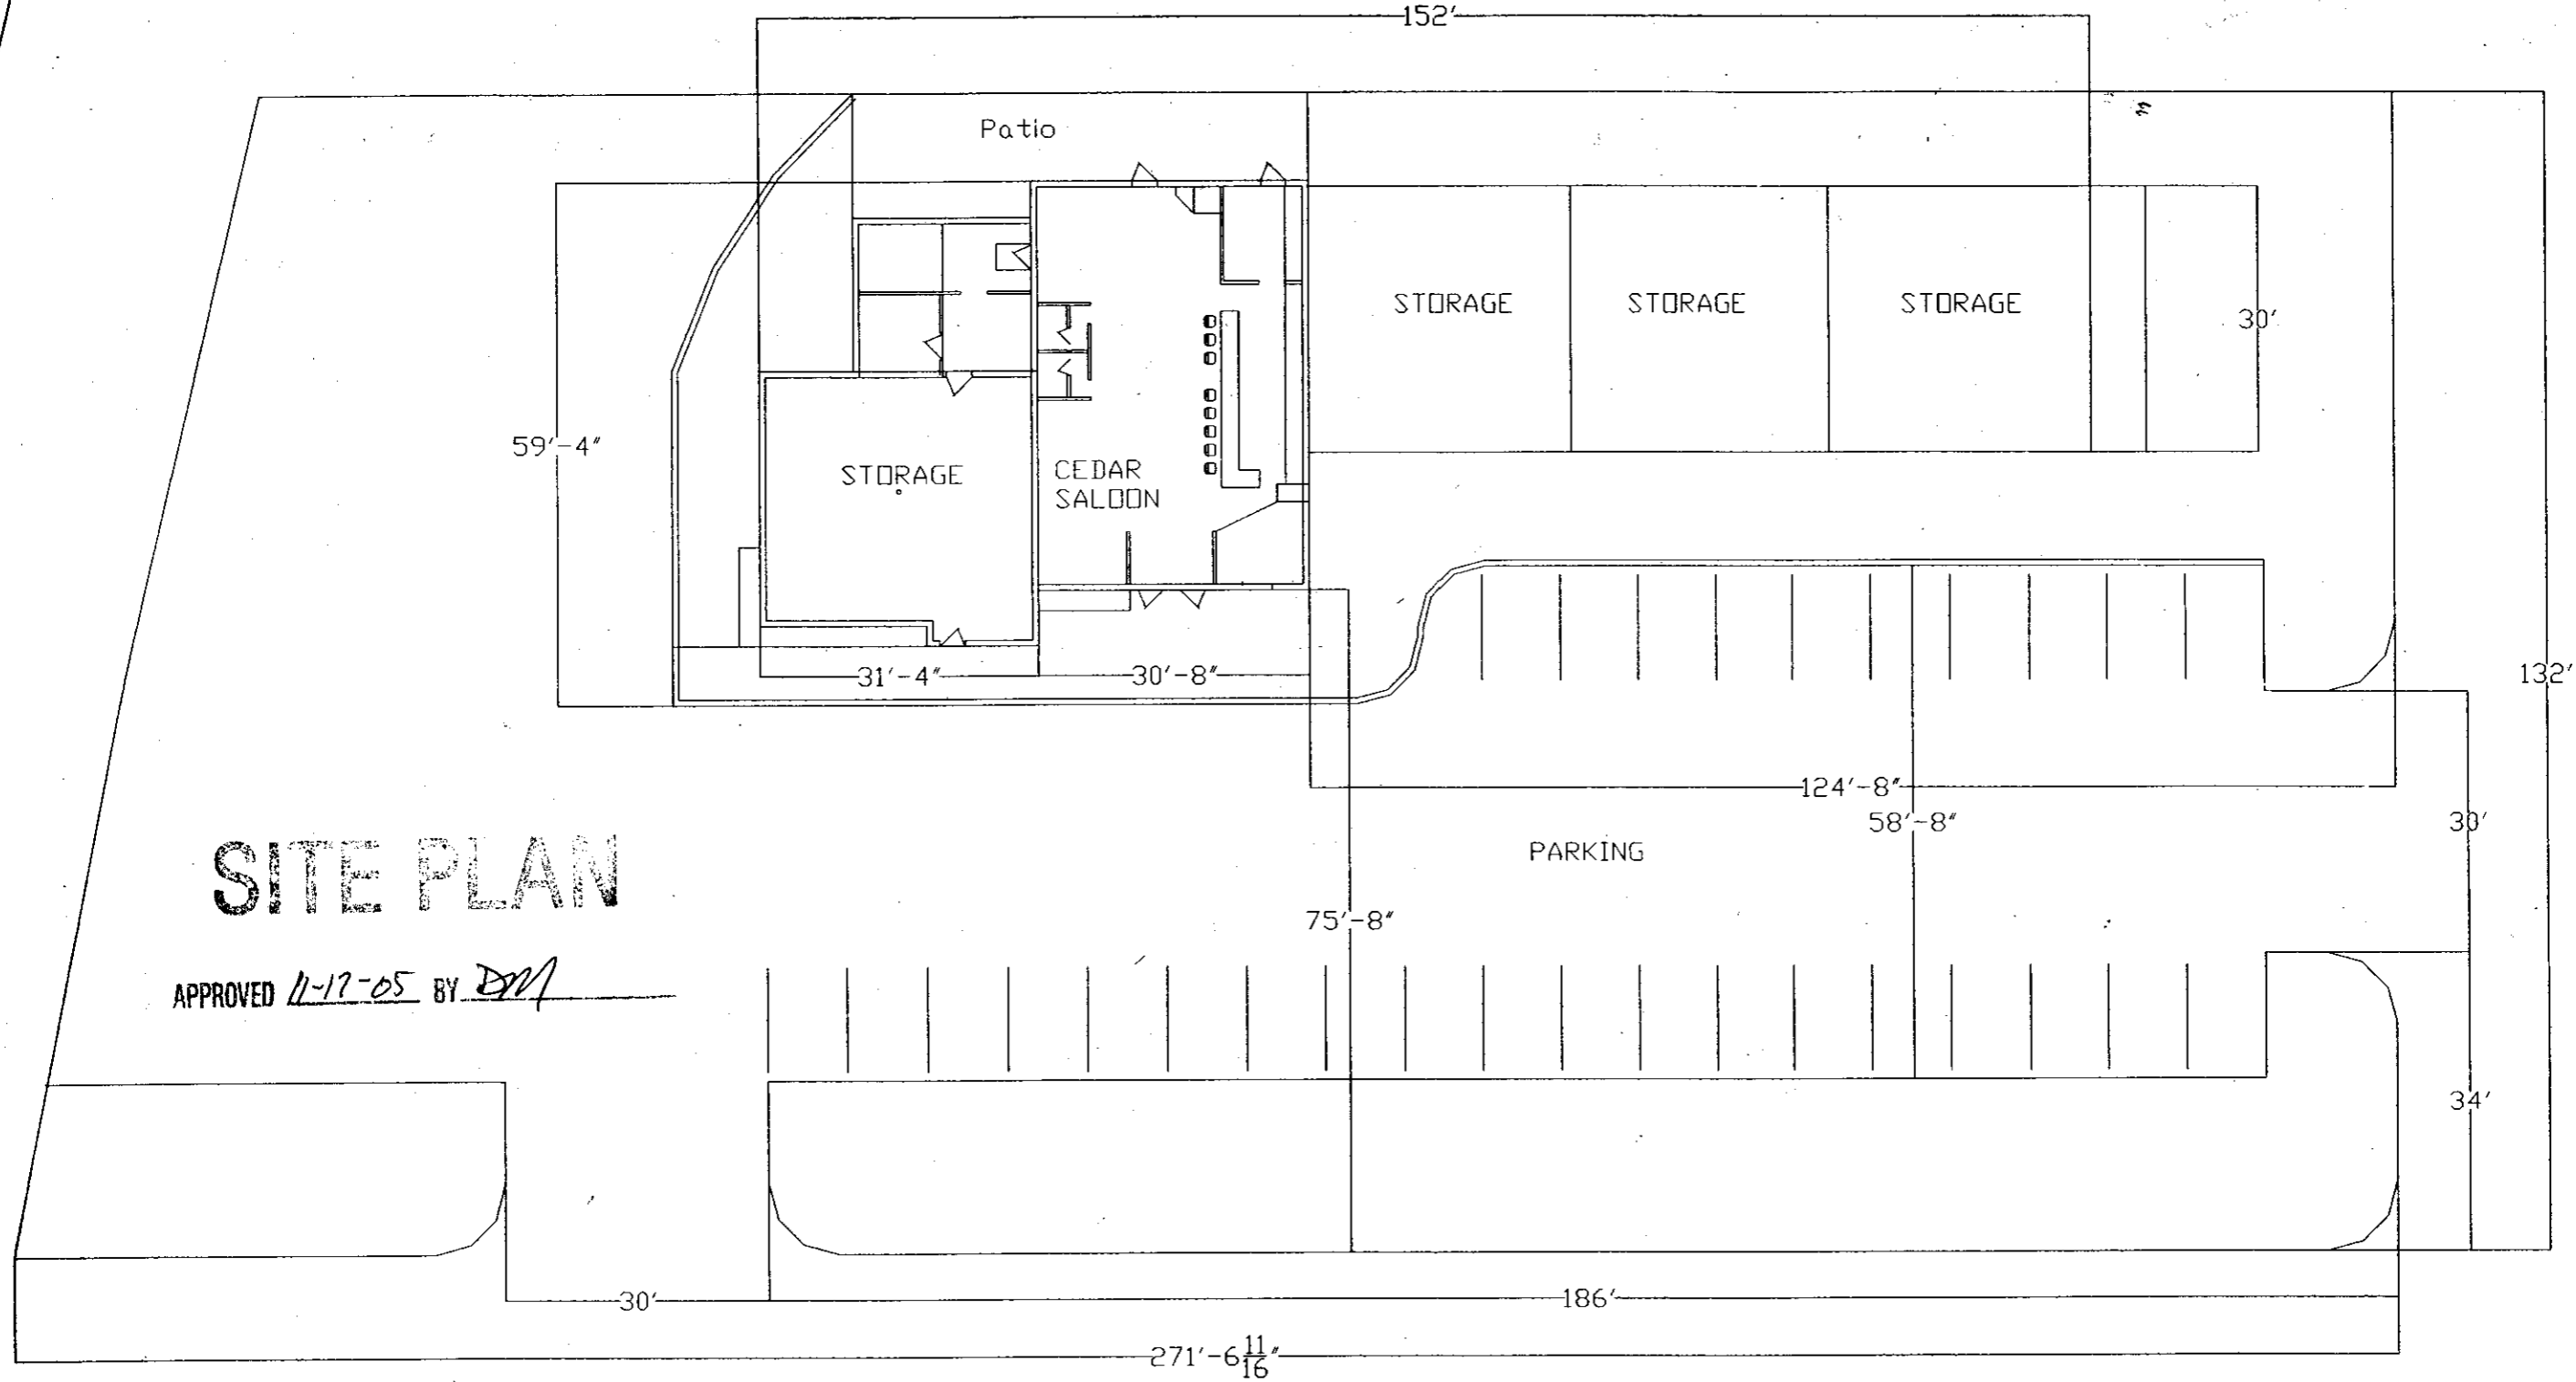 152'
Patio
STORAGE
STORAGE
STORAGE
30'
59'-4"
STORAGE
CEDAR
SALOON
31'-4"
30'-8"
132'
124'-8"
58'-8"
30'
PARKING
SITE PLAN
75'-8"
APPROVED 11-17-05 BY DM
34'
30'
186'
271'-6 11/16"